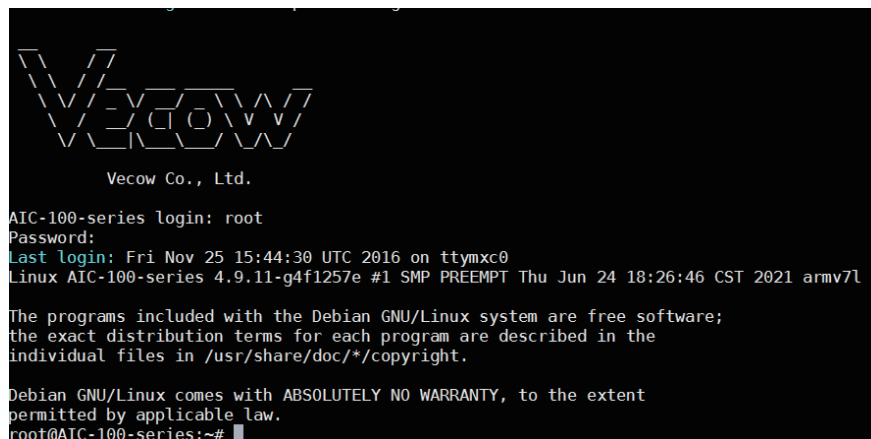 Vecow
Vecow Co., Ltd.
AIC-100-series login: root
Password:
Last login: Fri Nov 25 15:44:30 UTC 2016 on ttymxc0
Linux AIC-100-series 4.9.11-g4f1257e #1 SMP PREEMPT Thu Jun 24 18:26:46 CST 2021 armv7l
The programs included with the Debian GNU/Linux system are free software;
the exact distribution terms for each program are described in the
individual files in /usr/share/doc/*/copyright.
Debian GNU/Linux comes with ABSOLUTELY NO WARRANTY, to the extent
permitted by applicable law.
root@AIC-100-series:~#